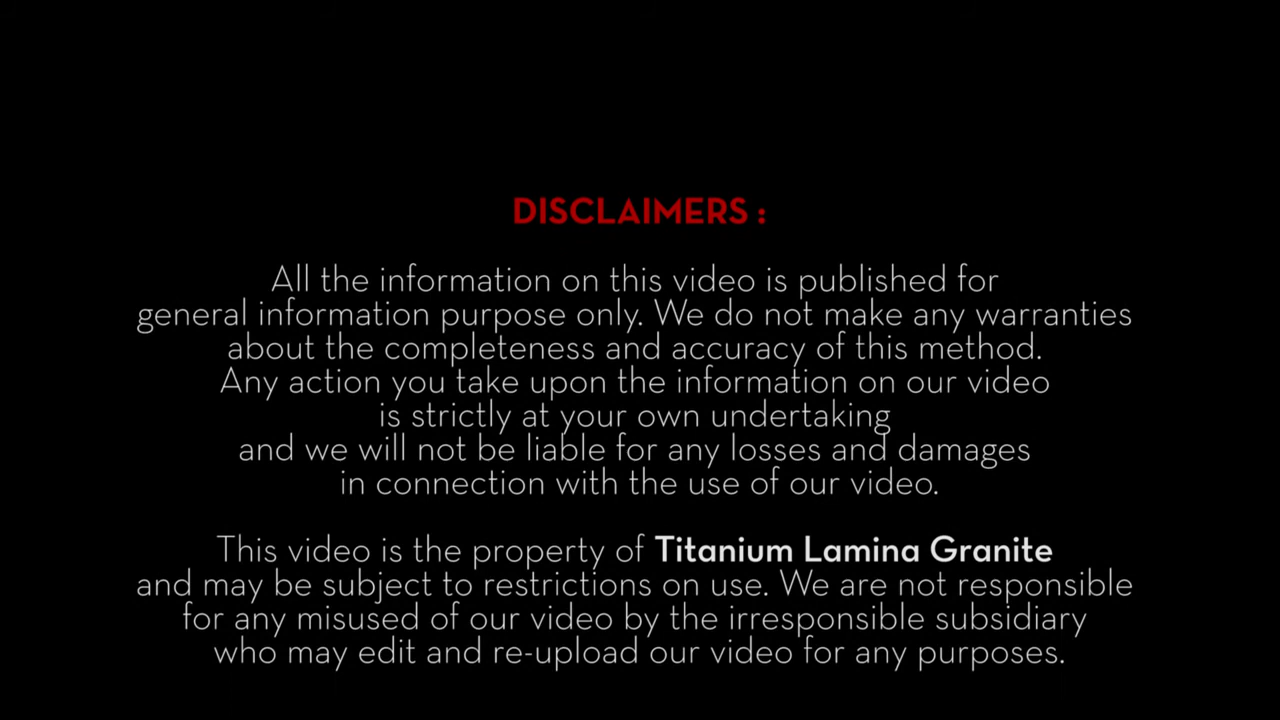 DISCLAIMERS :
All the information on this video is published for
general information purpose only. We do not make any warranties
about the completeness and accuracy of this method.
Any action you take upon the information on our video
is strictly at your own undertaking
and we will not be liable for any losses and damages
in connection with the use of our video.
This video is the property of Titanium Lamina Granite
and may be subject to restrictions on use. We are not responsible
for any misused of our video by the irresponsible subsidiary
who may edit and re-upload our video for any purposes.